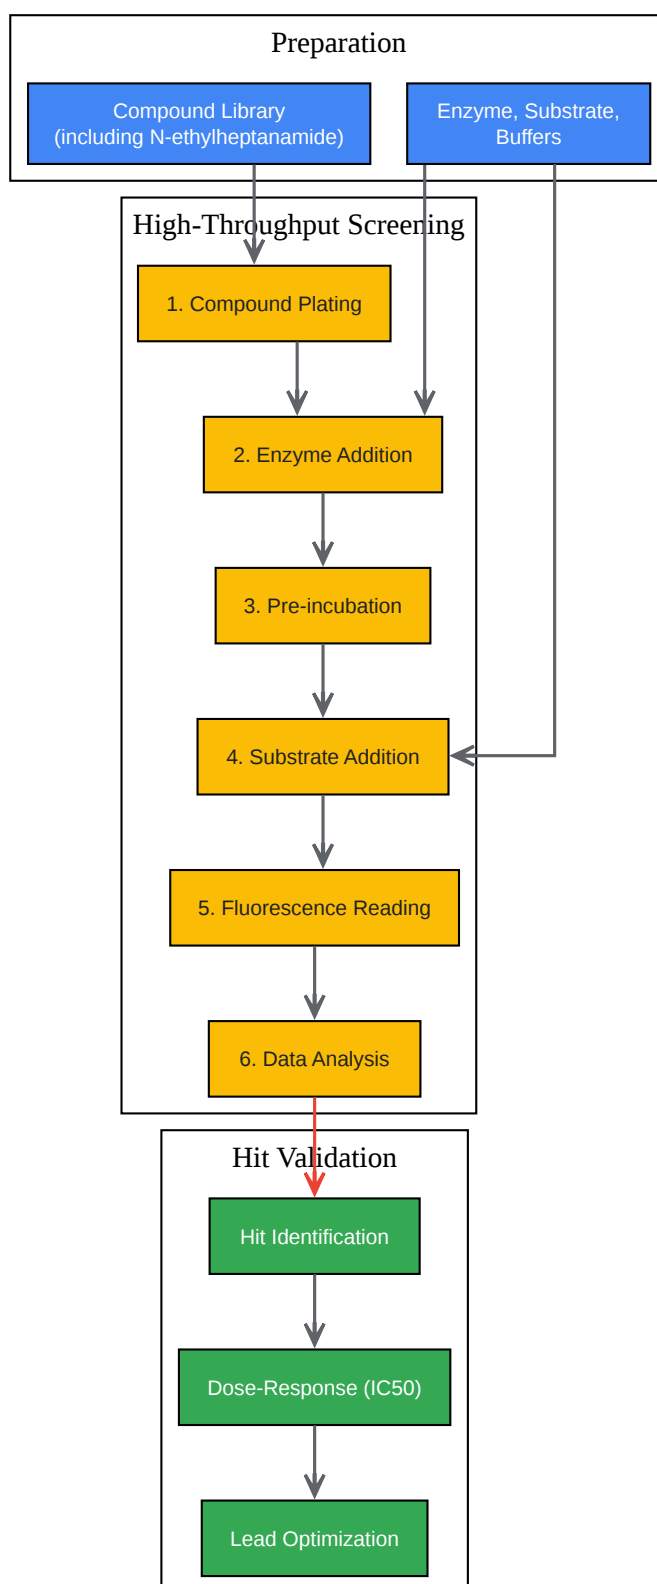 Preparation
Compound Library
(including N-ethylheptanamide)
Enzyme, Substrate,
Buffers
High-Throughput Screening
1. Compound Plating
2. Enzyme Addition
3. Pre-incubation
4. Substrate Addition
5. Fluorescence Reading
6. Data Analysis
Hit Validation
Hit Identification
Dose-Response (IC50)
Lead Optimization